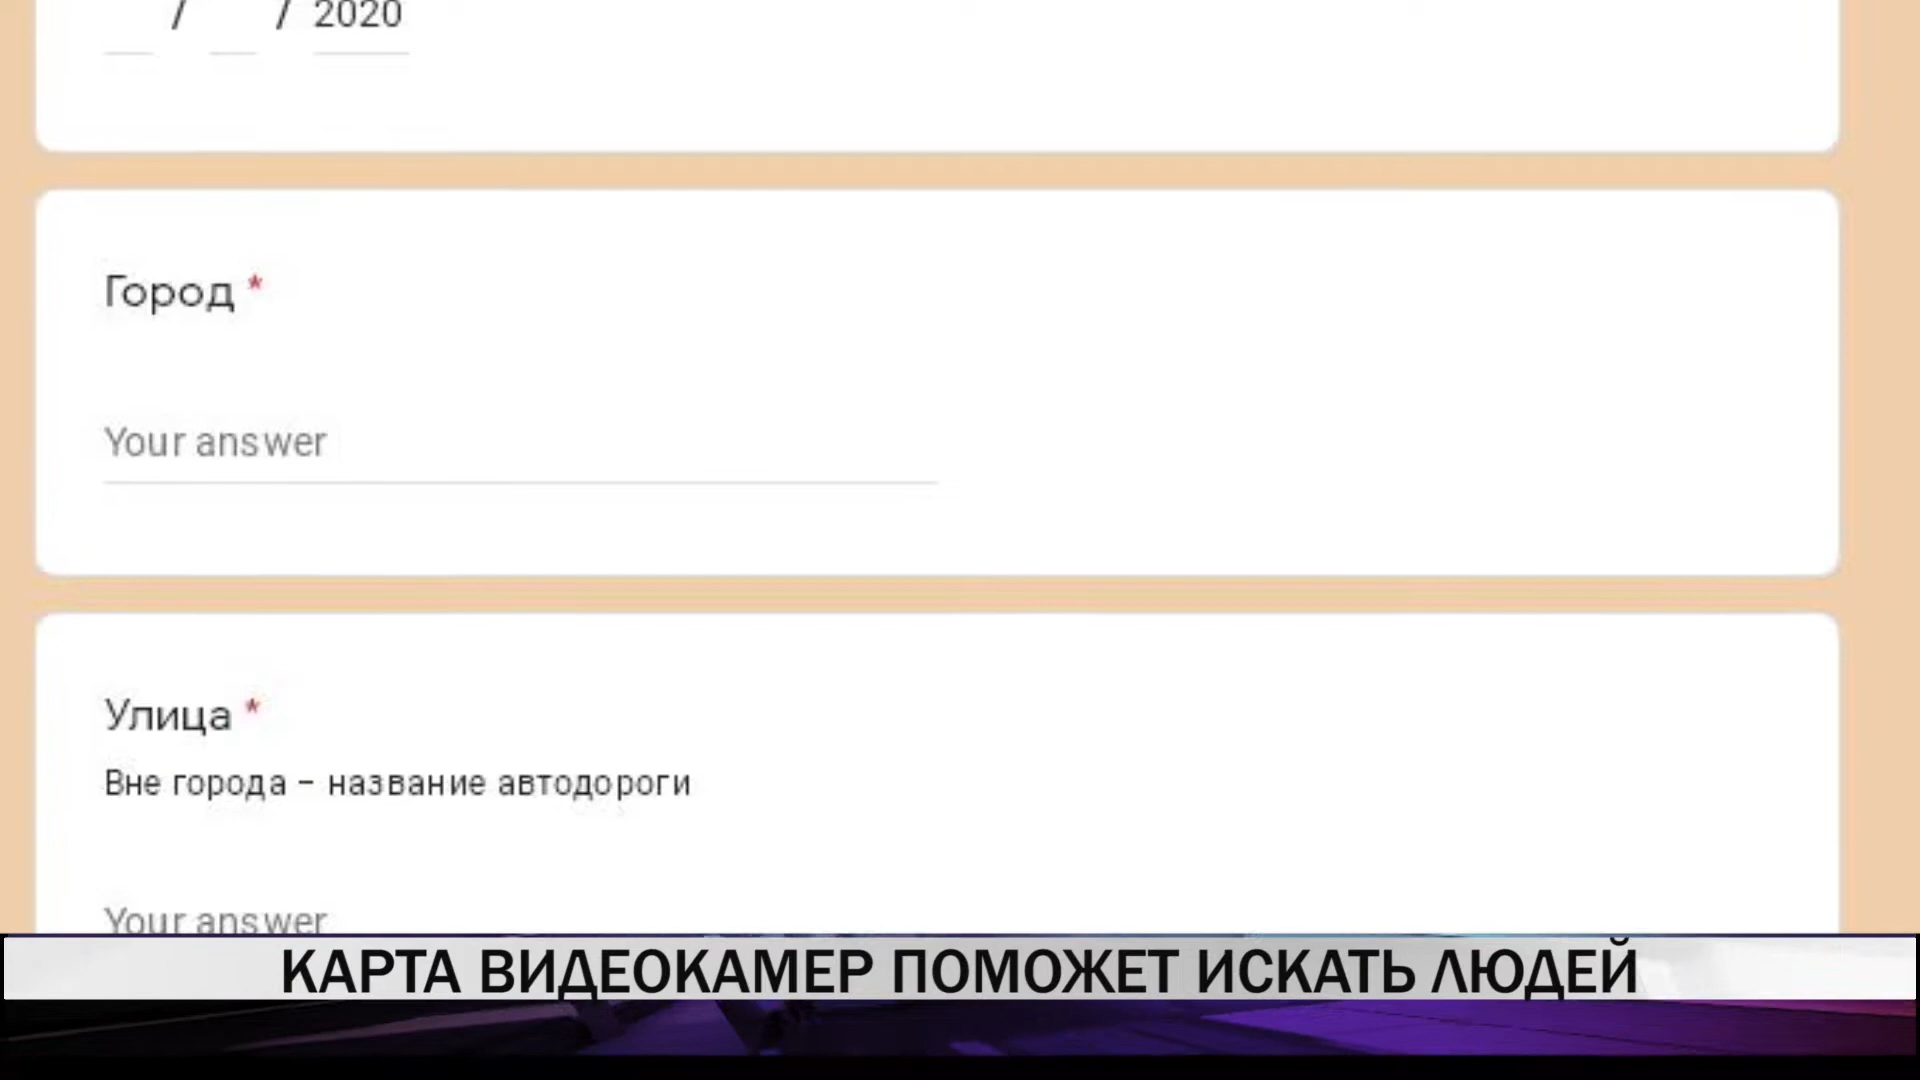 / / 2020
Город *
Your answer
Улица *
Вне города – название автодороги
Your answer
КАРТА ВИДЕОКАМЕР ПОМОЖЕТ ИСКАТЬ ЛЮДЕЙ